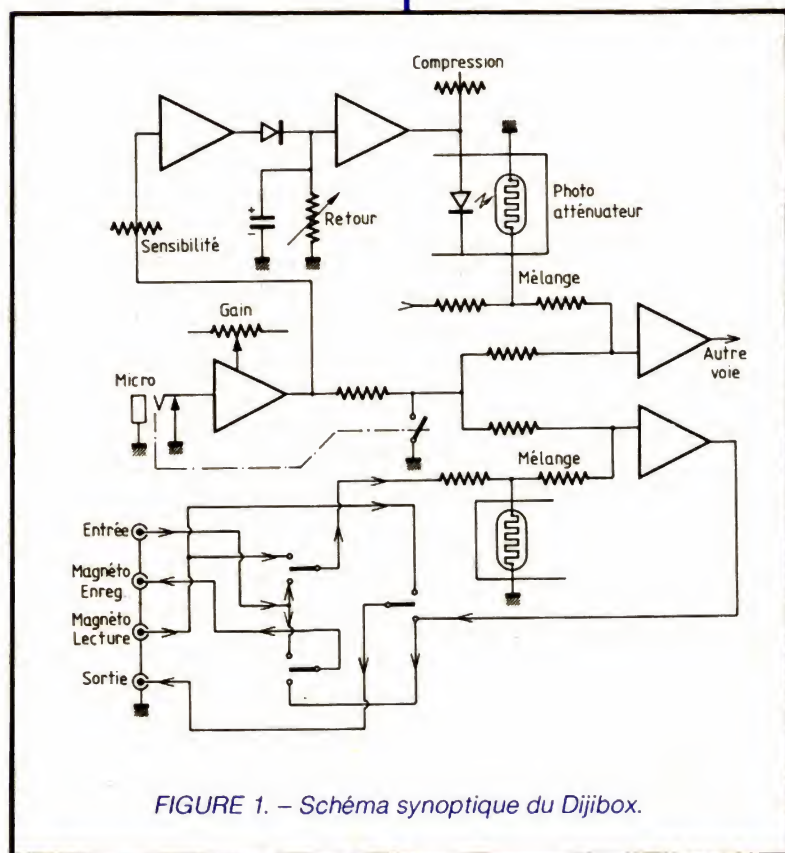 Compression
Sensibilité
+
-
Retour
Photo
atténuateur
Mélange
Gain
Micro
Autre
voie
Mélange
Entrée
Magnéto
Enreg.
Magnéto
Lecture
Sortie
FIGURE 1. – Schéma synoptique du Dijibox.